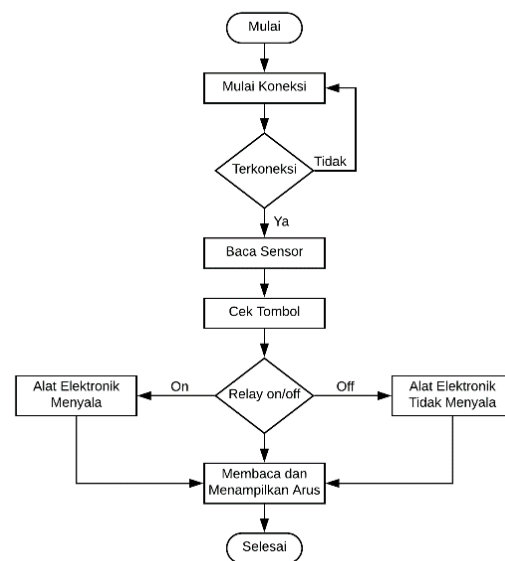 Mulai
Mulai Koneksi
Terkoneksi
Tidak
Ya
Baca Sensor
Cek Tombol
Alat Elektronik
Menyala
On
Relay on/off
Off
Alat Elektronik
Tidak Menyala
Membaca dan
Menampilkan Arus
Selesai